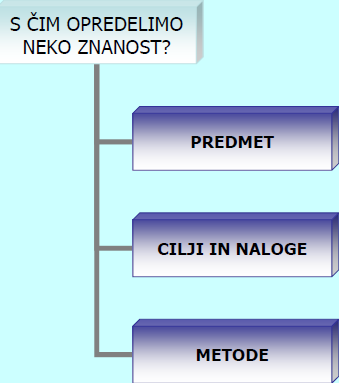 S ČIM OPREDELIMO
NEKO ZNANOST?
PREDMET
CILJI IN NALOGE
METODE